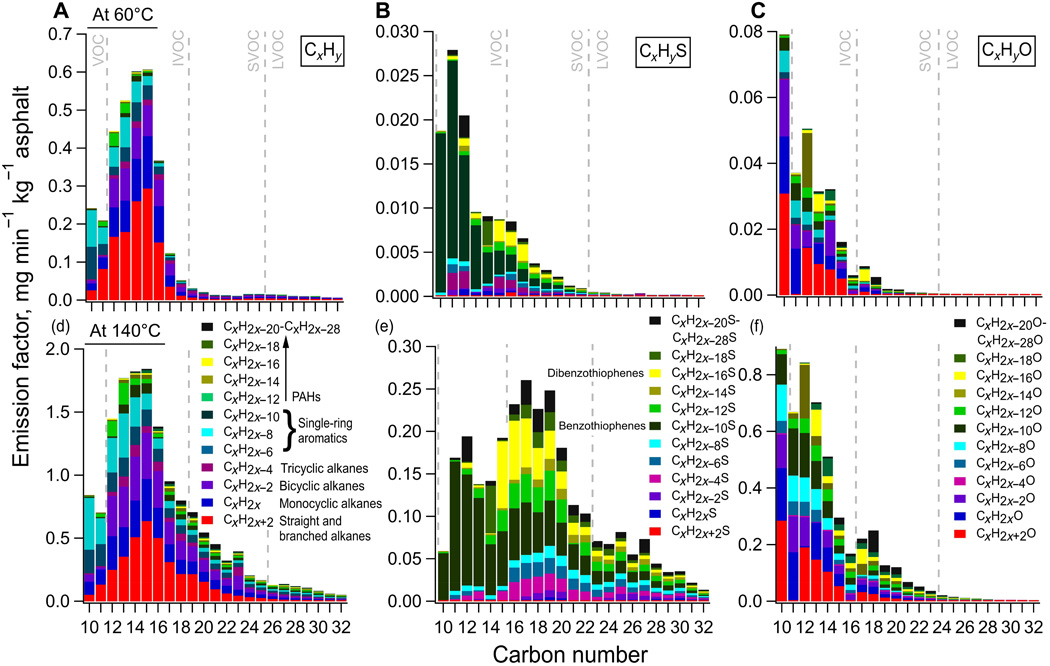 A
At 60°C
VOC
IVOC
SVOC
LVOC
CxHy
0.7
0.6
0.5
0.4
0.3
0.2
0.1
0.0
B
IVOC
SVOC
LVOC
CxHyS
0.030
0.025
0.020
0.015
0.010
0.005
0.000
C
IVOC
SVOC
LVOC
CxHyO
0.08
0.06
0.04
0.02
0.00
Emission factor, mg min−1 kg−1 asphalt
(d)
At 140°C
2.0
1.5
1.0
0.5
0.0
CxH2x−20-CxH2x−28
CxH2x−18
CxH2x−16
CxH2x−14
CxH2x−12
PAHs
CxH2x−10
CxH2x−8
CxH2x−6
Single-ring
aromatics
CxH2x−4 Tricyclic alkanes
CxH2x−2 Bicyclic alkanes
CxH2x Monocyclic alkanes
CxH2x+2 Straight and
branched alkanes
10 12 14 16 18 20 22 24 26 28 30 32
(e)
0.30
0.25
0.20
0.15
0.10
0.05
0.00
CxH2x−20S-
CxH2x−28S
CxH2x−18S
Dibenzothiophenes CxH2x−16S
CxH2x−14S
CxH2x−12S
Benzothiophenes CxH2x−10S
CxH2x−8S
CxH2x−6S
CxH2x−4S
CxH2x−2S
CxH2xS
CxH2x+2S
10 12 14 16 18 20 22 24 26 28 30 32
(f)
0.8
0.6
0.4
0.2
0.0
CxH2x−20O-
CxH2x−28O
CxH2x−18O
CxH2x−16O
CxH2x−14O
CxH2x−12O
CxH2x−10O
CxH2x−8O
CxH2x−6O
CxH2x−4O
CxH2x−2O
CxH2xO
CxH2x+2O
10 12 14 16 18 20 22 24 26 28 30 32
Carbon number